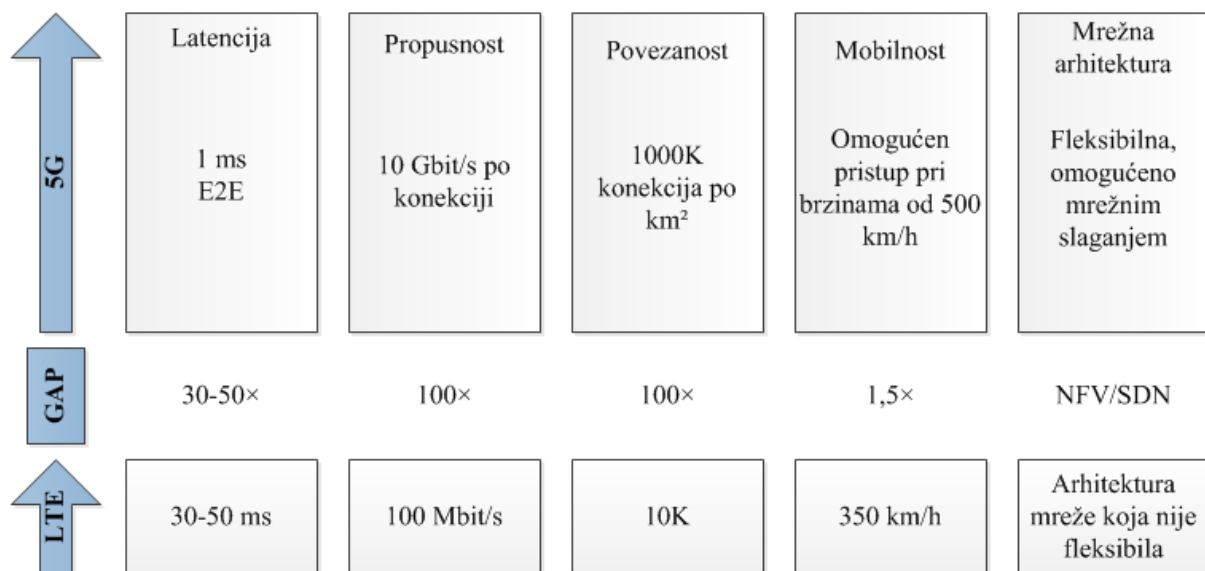 5G
Latencija
1 ms
E2E
Propusnost
10 Gbit/s po
konekciji
Povezanost
1000K
konekcija po
km²
Mobilnost
Omogućen
pristup pri
brzinama od 500
km/h
Mrežna
arhitektura
Fleksibilna,
omogućeno
mrežnim
slaganjem
GAP
30-50×
100×
100×
1,5×
NFV/SDN
LTE
30-50 ms
100 Mbit/s
10K
350 km/h
Arhitektura
mreže koja nije
fleksibila